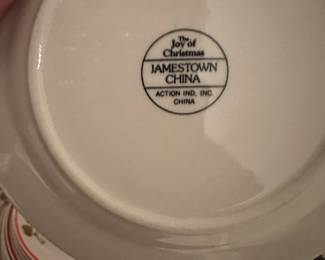 The
Joy of
Christmas
JAMESTOWN
CHINA
ACTION IND, INC.
CHINA